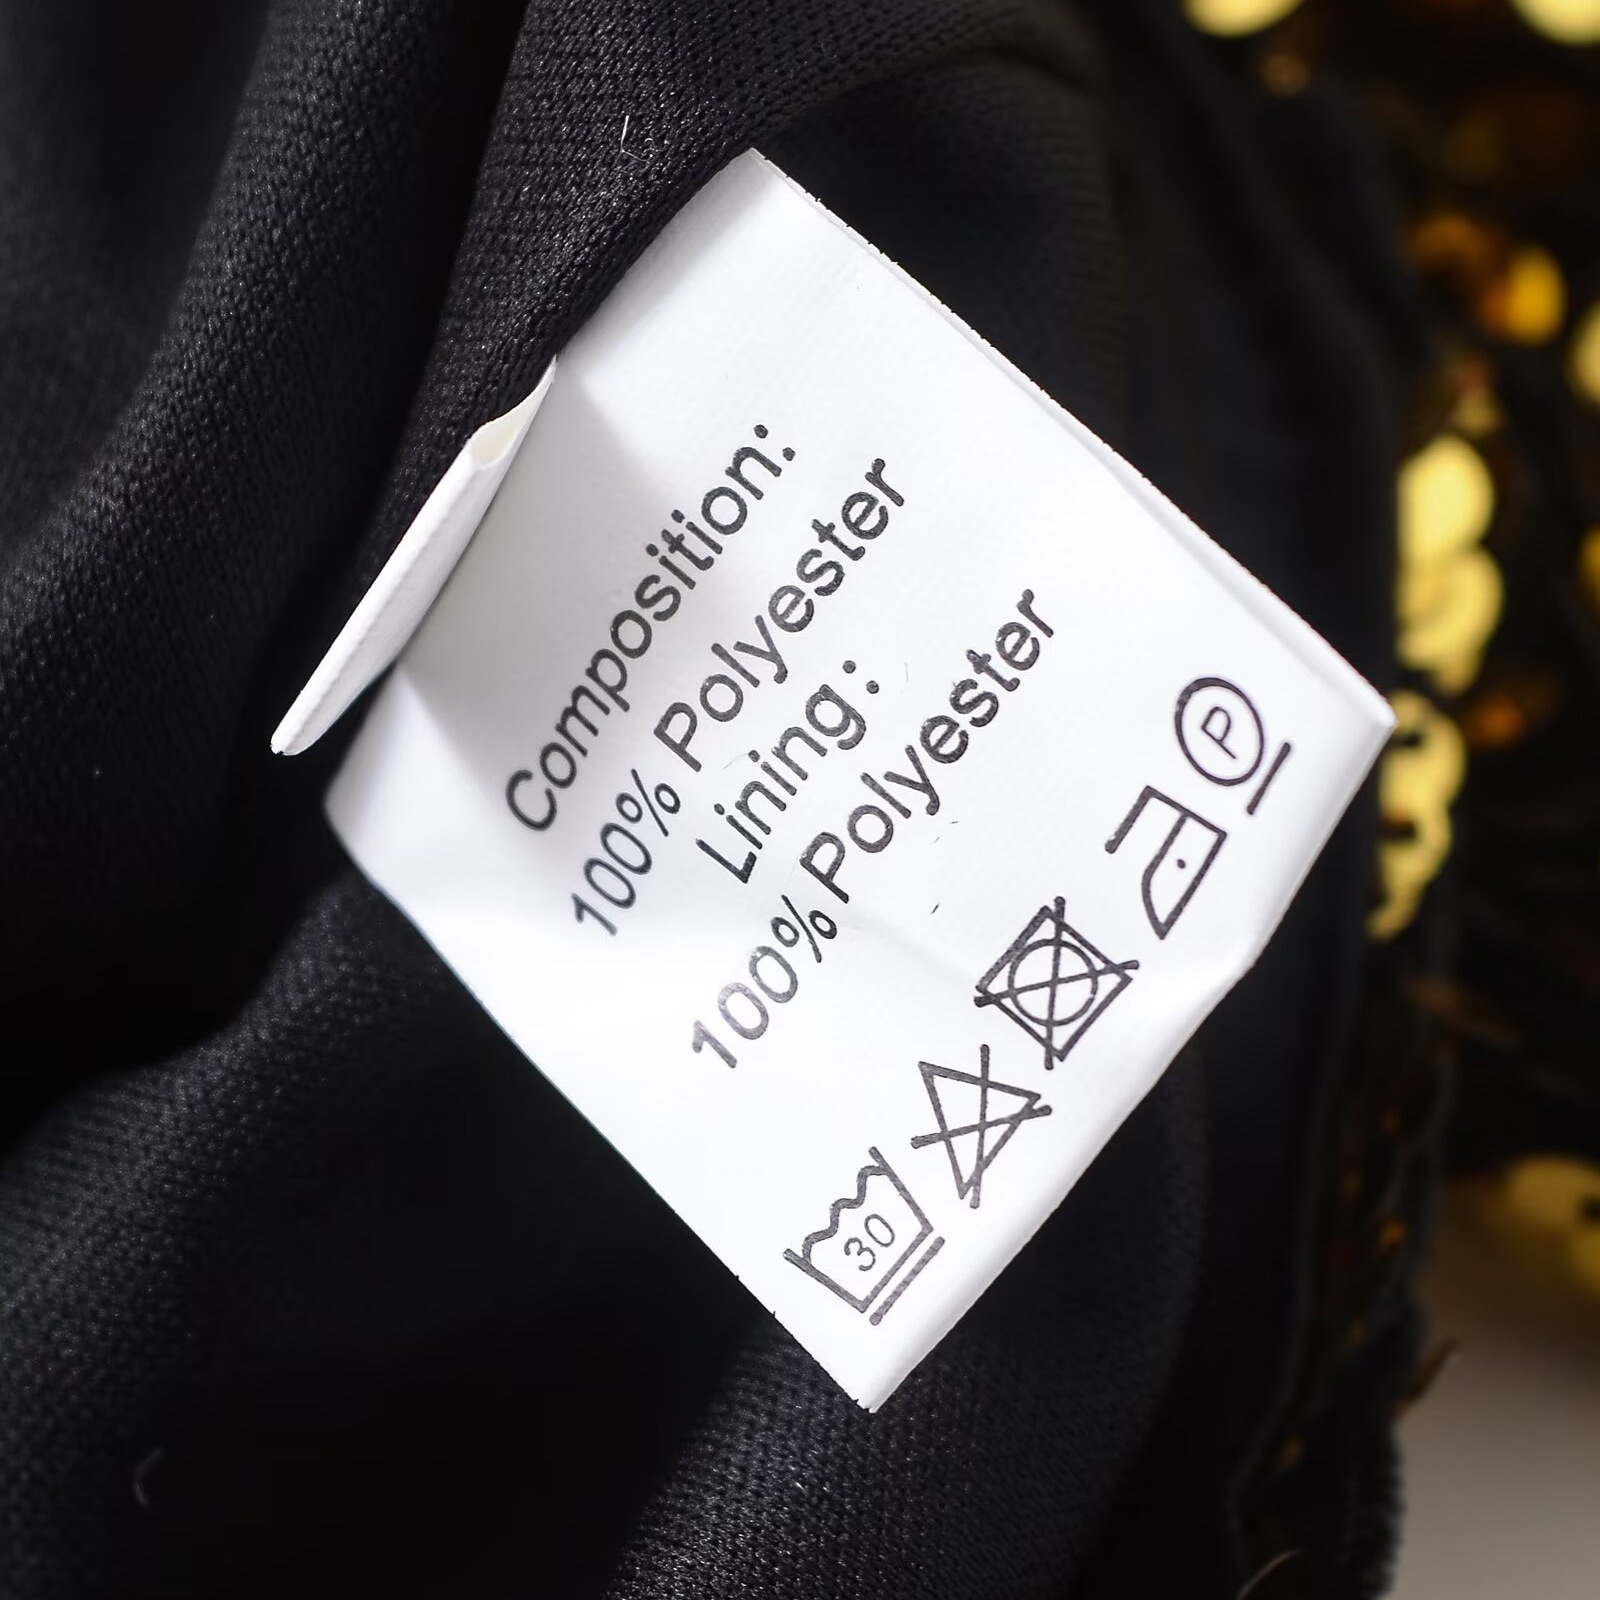 Composition:
100% Polyester
Lining:
100% Polyester
30 P